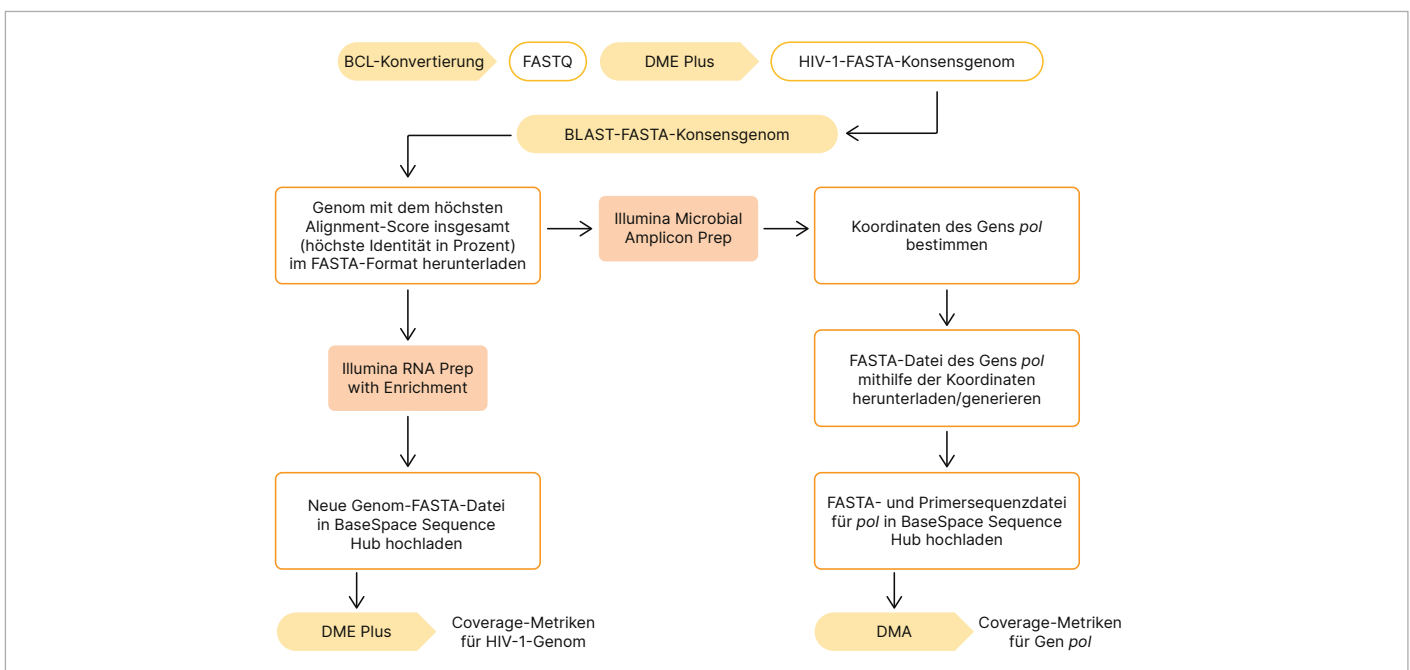 BCL-Konvertierung
FASTQ
DME Plus
HIV-1-FASTA-Konsensgenom
BLAST-FASTA-Konsensgenom
Genom mit dem höchsten
Alignment-Score insgesamt
(höchste Identität in Prozent)
im FASTA-Format herunterladen
Illumina Microbial
Amplicon Prep
Koordinaten des Gens pol
bestimmen
Illumina RNA Prep
with Enrichment
FASTA-Datei des Gens pol
mithilfe der Koordinaten
herunterladen/generieren
Neue Genom-FASTA-Datei
in BaseSpace Sequence
Hub hochladen
FASTA- und Primersequenzdatei
für pol in BaseSpace Sequence
Hub hochladen
DME Plus
Coverage-Metriken
für HIV-1-Genom
DMA
Coverage-Metriken
für Gen pol